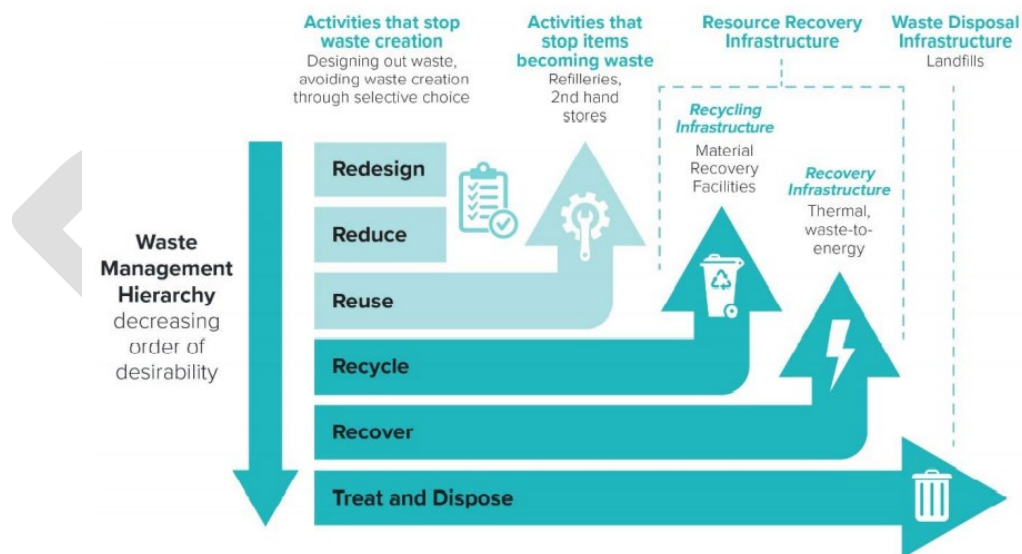 Activities that stop
waste creation
Designing out waste,
avoiding waste creation
through selective choice
Activities that
stop items
becoming waste
Refilleries,
2nd hand
stores
Resource Recovery
Infrastructure
Waste Disposal
Infrastructure
Landfills
Recycling
Infrastructure
Material
Recovery
Facilities
Recovery
Infrastructure
Thermal,
waste-to-
energy
Waste
Management
Hierarchy
decreasing
order of
desirability
Redesign
Reduce
Reuse
Recycle
Recover
Treat and Dispose